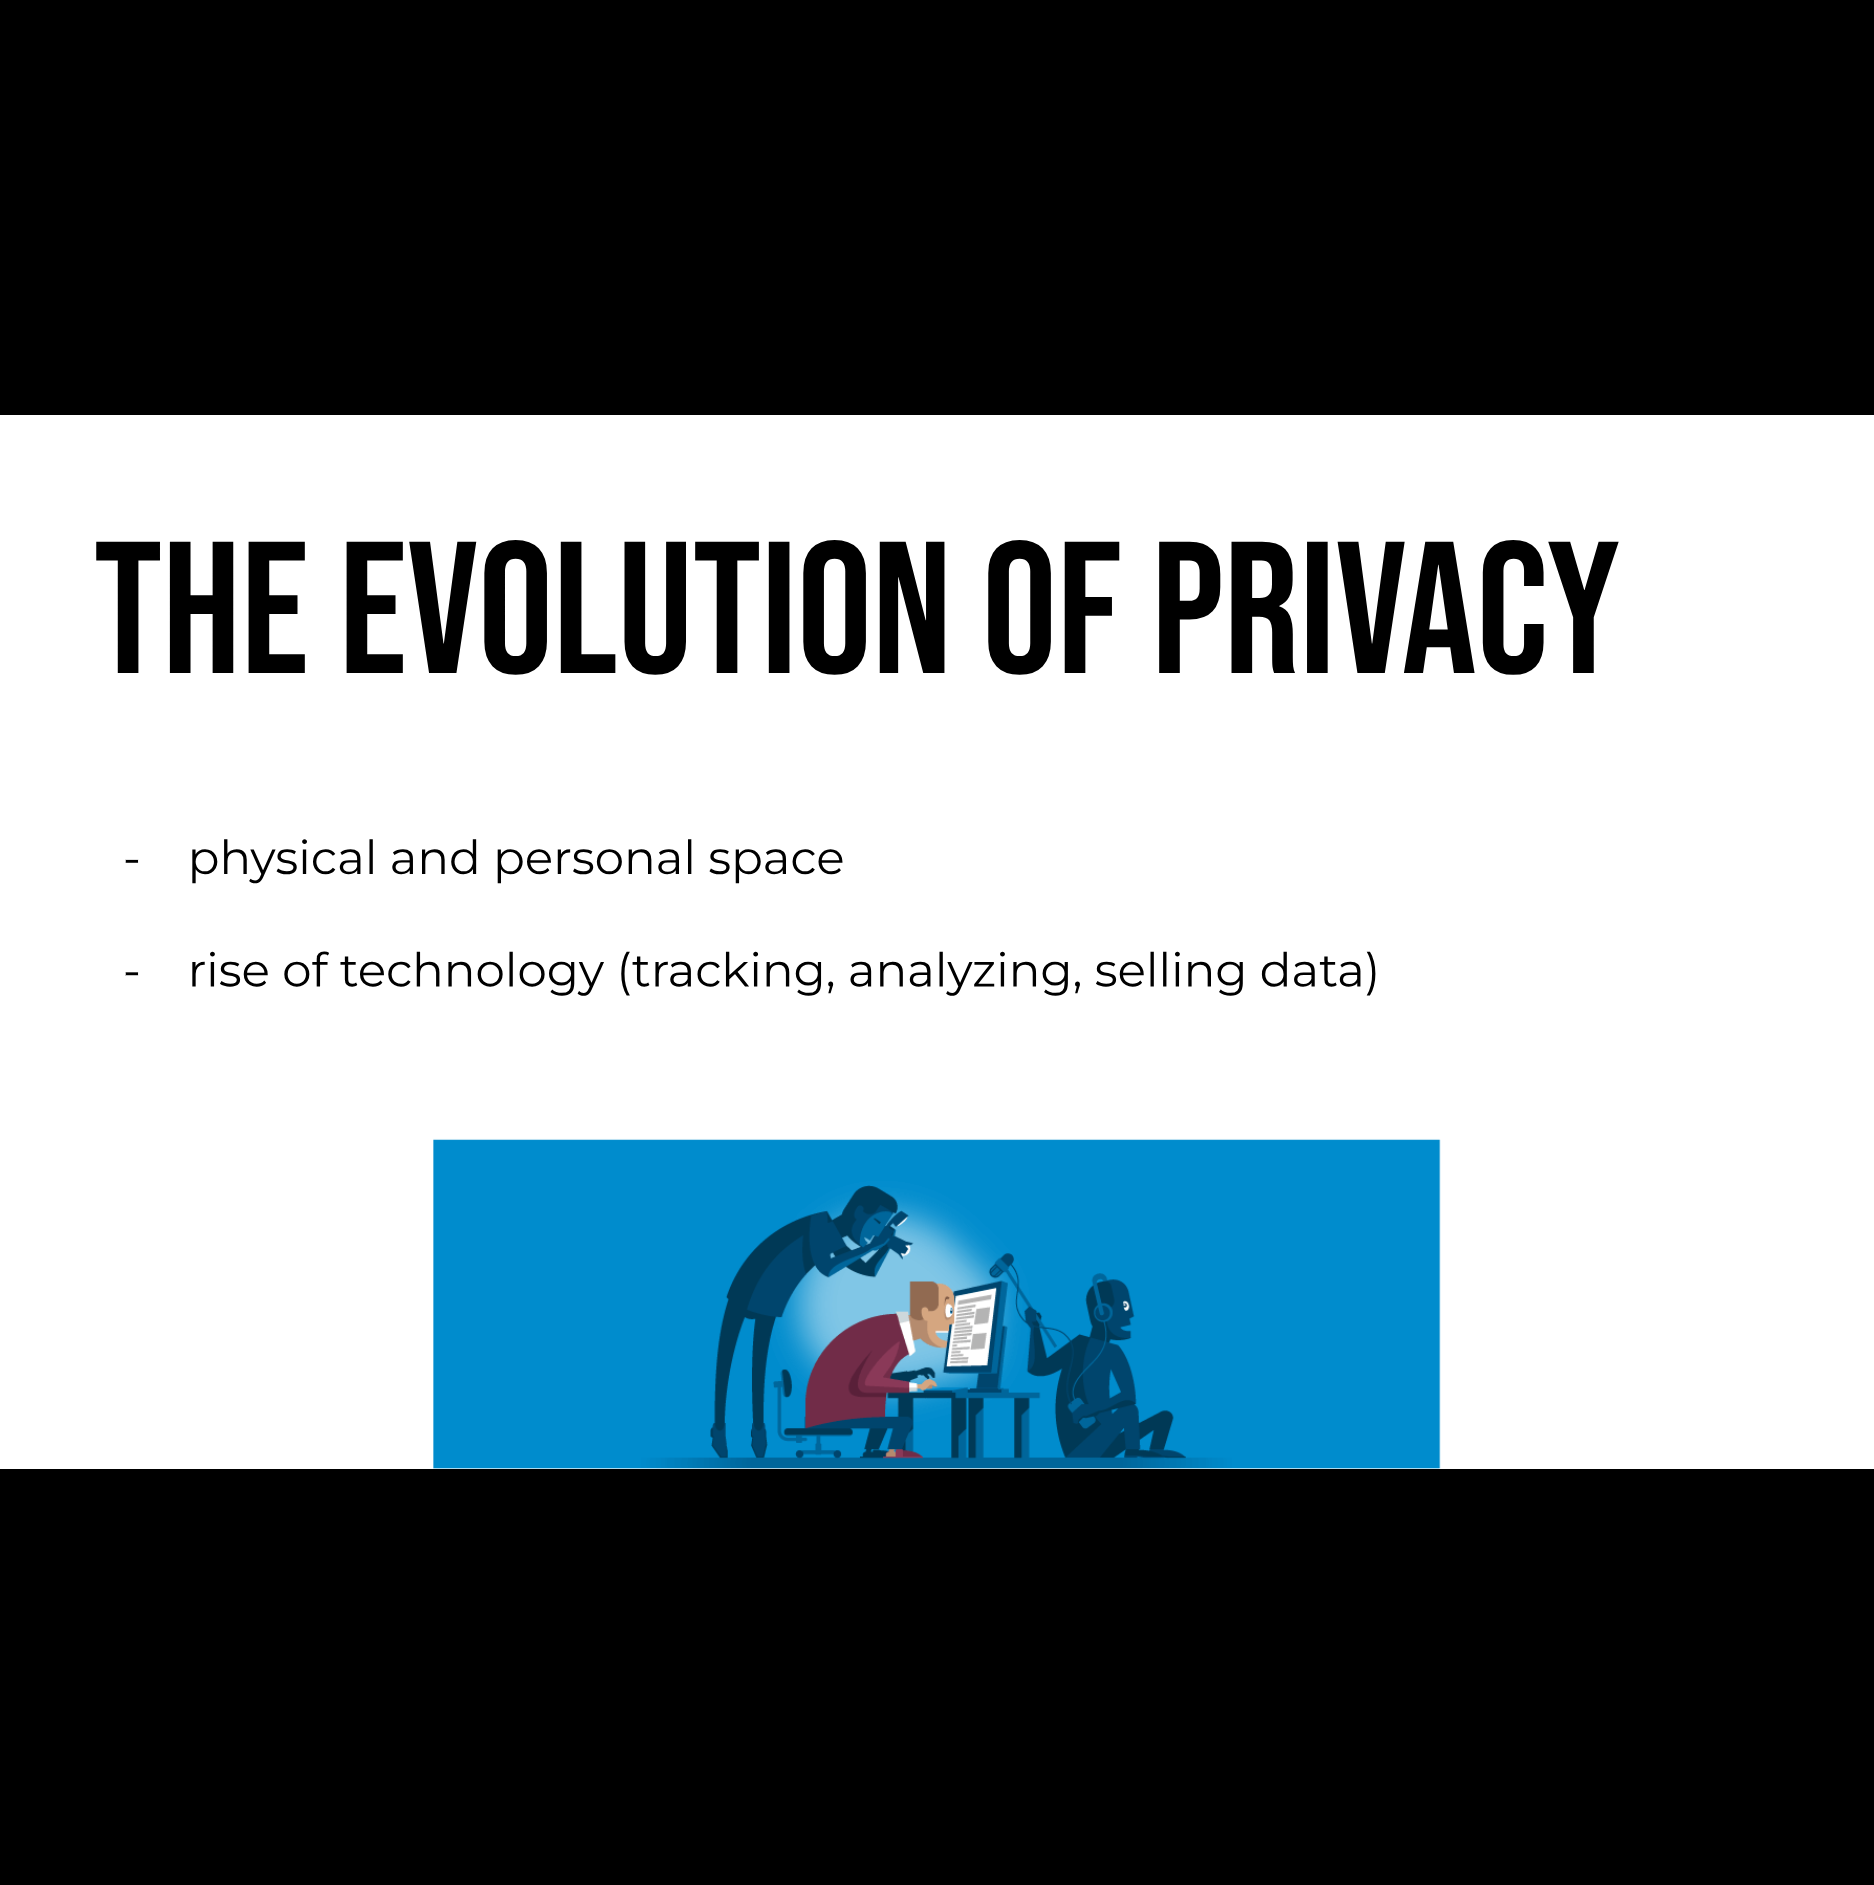 THE EVOLUTION OF PRIVACY
- physical and personal space
- rise of technology (tracking, analyzing, selling data)